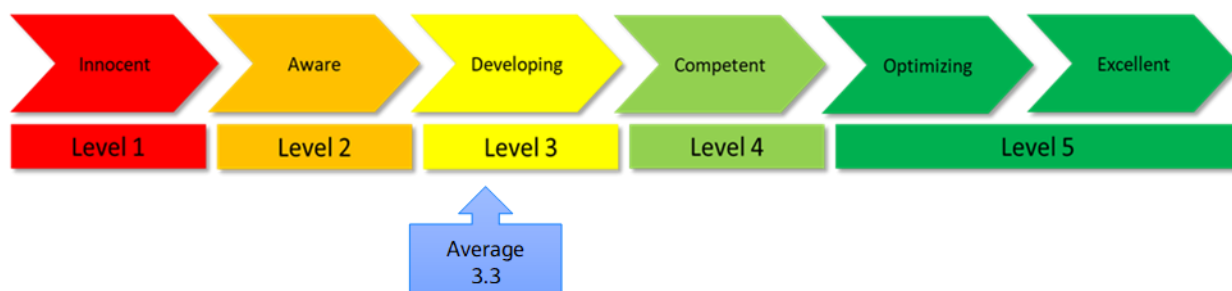 Innocent
Aware
Developing
Competent
Optimizing
Excellent
Level 1
Level 2
Level 3
Level 4
Level 5
Average
3.3